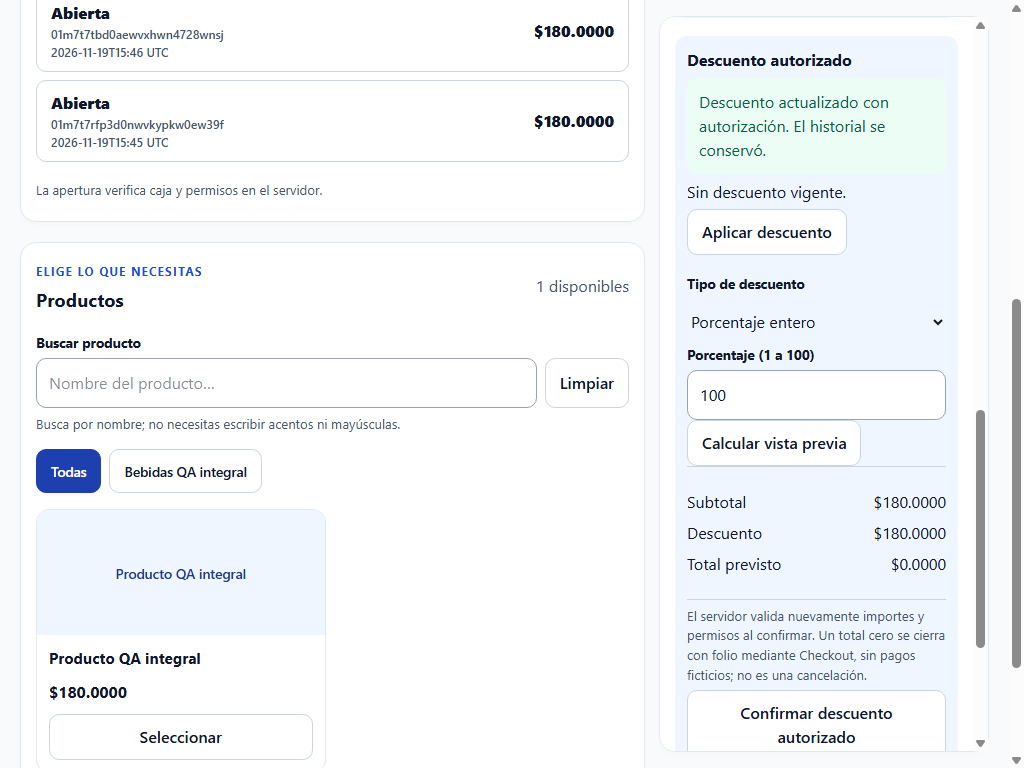 Abierta
01m7t7tbd0aewvxhwn4728wnsj
2026-11-19T15:46 UTC
$180.0000
Abierta
01m7t7rfp3d0nwvkypkw0ew39f
2026-11-19T15:45 UTC
$180.0000
La apertura verifica caja y permisos en el servidor.
ELIGE LO QUE NECESITAS
Productos
1 disponibles
Buscar producto
Nombre del producto...
Limpiar
Busca por nombre; no necesitas escribir acentos ni mayúsculas.
Todas
Bebidas QA integral
Producto QA integral
Producto QA integral
$180.0000
Seleccionar
Descuento autorizado
Descuento actualizado con
autorización. El historial se
conservó.
Sin descuento vigente.
Aplicar descuento
Tipo de descuento
Porcentaje entero
Porcentaje (1 a 100)
100
Calcular vista previa
Subtotal $180.0000
Descuento $180.0000
Total previsto $0.0000
El servidor valida nuevamente importes y
permisos al confirmar. Un total cero se cierra
con folio mediante Checkout, sin pagos
ficticios; no es una cancelación.
Confirmar descuento
autorizado